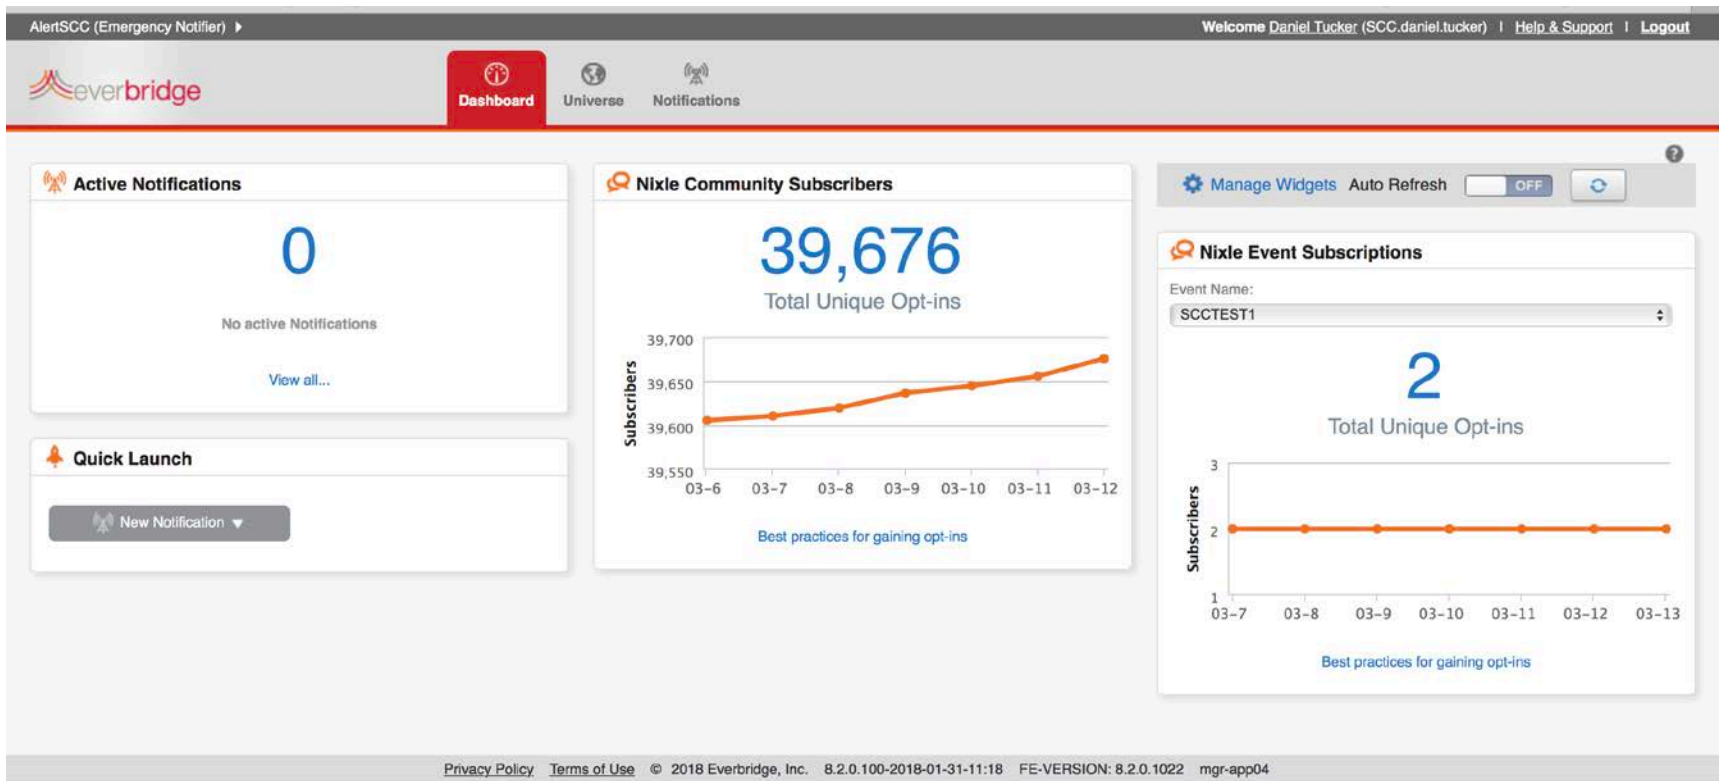 AlertSCC (Emergency Notifier)
Welcome Daniel Tucker (SCC.daniel.tucker) | Help & Support | Logout
everbridge
Dashboard
Universe
Notifications
Active Notifications
0
No active Notifications
View all...
Quick Launch
New Notification
Nixle Community Subscribers
39,676
Total Unique Opt-ins
Subscribers
39,700
39,650
39,600
39,550
03-6 03-7 03-8 03-9 03-10 03-11 03-12
Best practices for gaining opt-ins
Manage Widgets Auto Refresh OFF
Nixle Event Subscriptions
Event Name:
SCCTEST1
2
Total Unique Opt-ins
Subscribers
3
2
1
03-7 03-8 03-9 03-10 03-11 03-12 03-13
Best practices for gaining opt-ins
Privacy Policy Terms of Use © 2018 Everbridge, Inc. 8.2.0.100-2018-01-31-11:18 FE-VERSION: 8.2.0.1022 mgr-app04